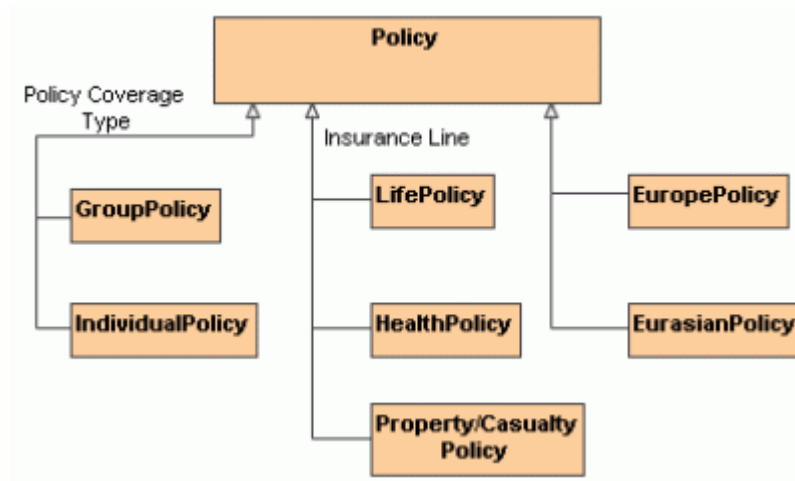 Policy
Policy Coverage
Type
Insurance Line
GroupPolicy
LifePolicy
EuropePolicy
IndividualPolicy
HealthPolicy
EurasianPolicy
Property/Casualty
Policy